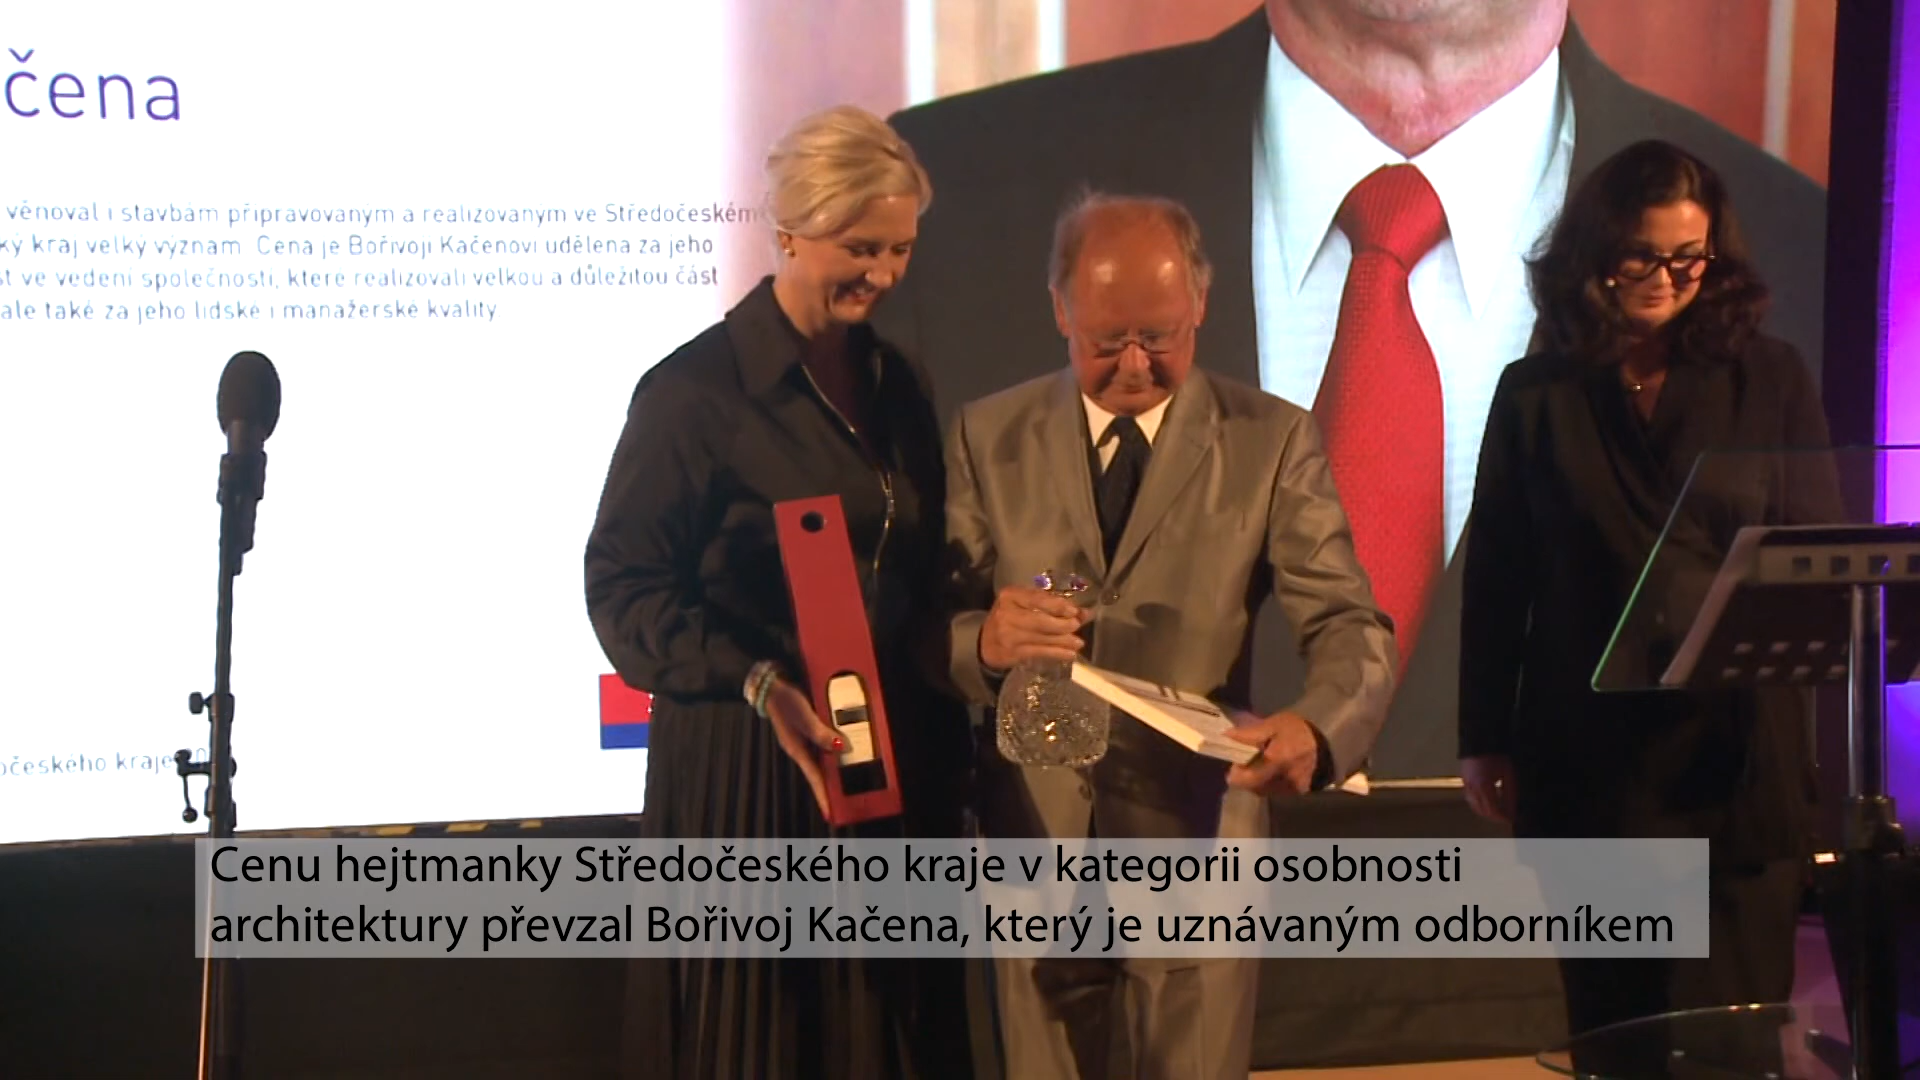 čena
věnoval i stavbám připravovaným a realizovaným ve Středočeském
ký kraj velký význam. Cena je Bořivoji Kačenovi udělena za jeho
st ve vedení společností, které realizovali velkou a důležitou část
ale také za jeho lidské i manažerské kvality.
očeského kraje
Cenu hejtmanky Středočeského kraje v kategorii osobnosti
architektury převzal Bořivoj Kačena, který je uznávaným odborníkem